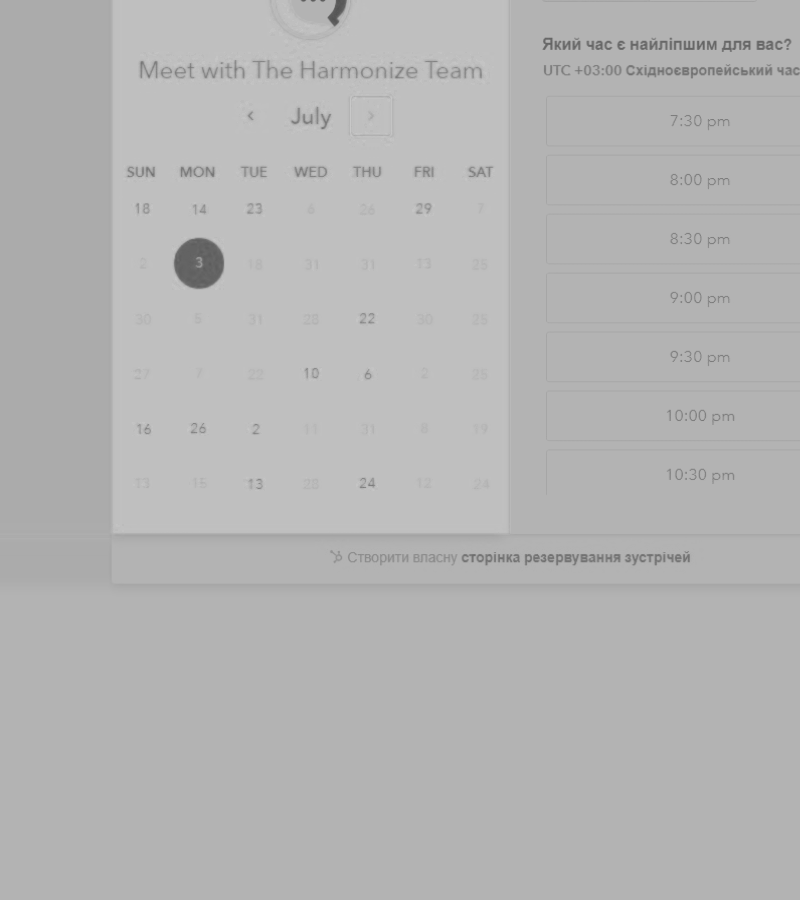 Meet with The Harmonize Team
‹ July ›
SUN MON TUE WED THU FRI SAT
18 14 23 6 26 29 7
2 3 18 31 31 13 25
30 5 31 28 22 30 25
27 7 22 10 6 2 25
16 26 2 11 31 8 19
13 15 13 28 24 12 24
Який час є найліпшим для вас?
UTC +03:00 Східноєвропейський час
7:30 pm
8:00 pm
8:30 pm
9:00 pm
9:30 pm
10:00 pm
10:30 pm
Створити власну сторінка резервування зустрічей